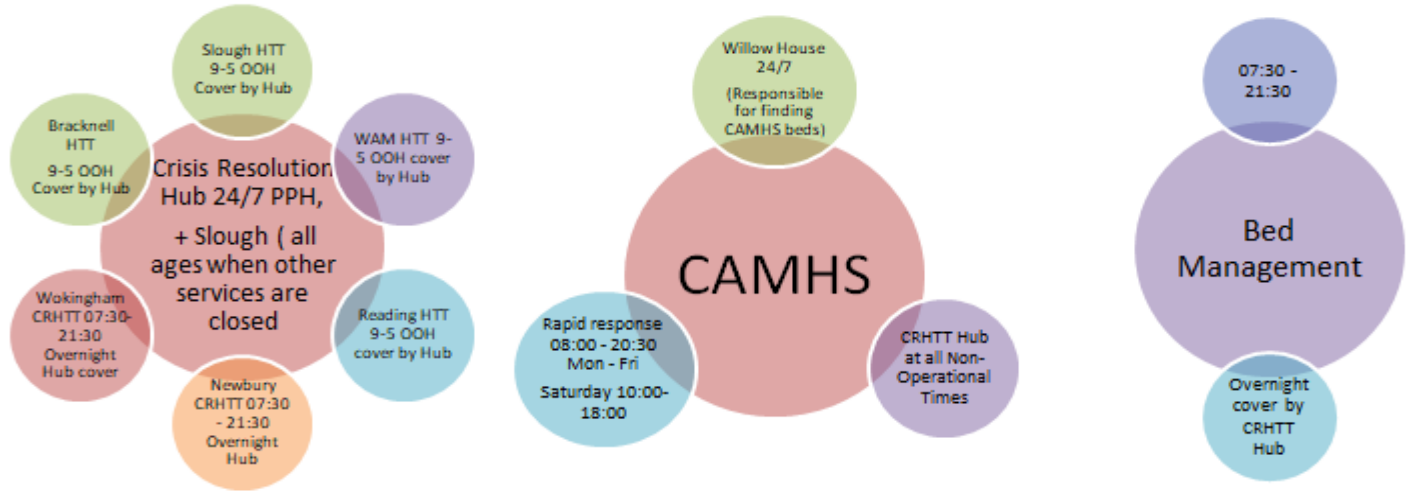 Slough HTT
9-5 OOH
Cover by Hub
WAM HTT 9-
5 OOH cover
by Hub
Reading HTT
9-5 OOH
cover by Hub
Newbury
CRHTT 07:30
- 21:30
Overnight
Hub
Wokingham
CRHTT 07:30-
21:30
Overnight
Hub cover
Bracknell
HTT
9-5 OOH
Cover by Hub
Crisis Resolution
Hub 24/7 PPH,
+ Slough ( all
ages when other
services are
closed
Willow House
24/7
(Responsible
for finding
CAMHS beds)
CAMHS
Rapid response
08:00 - 20:30
Mon - Fri
Saturday 10:00-
18:00
CRHTT Hub
at all Non-
Operational
Times
07:30 -
21:30
Bed
Management
Overnight
cover by
CRHTT
Hub